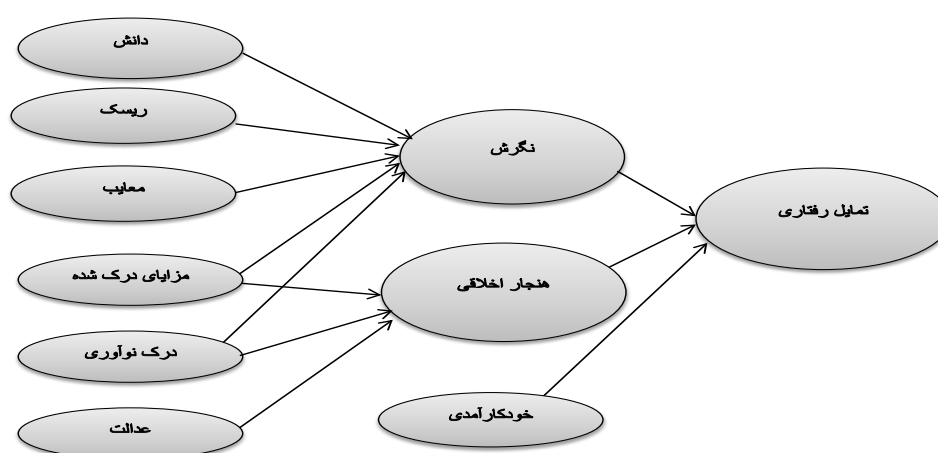 دانش
ریسک
معایب
مزایای درک شده
درک نوآوری
عدالت
نگرش
هنجار اخلاقی
خودکارآمدی
تمایل رفتاری